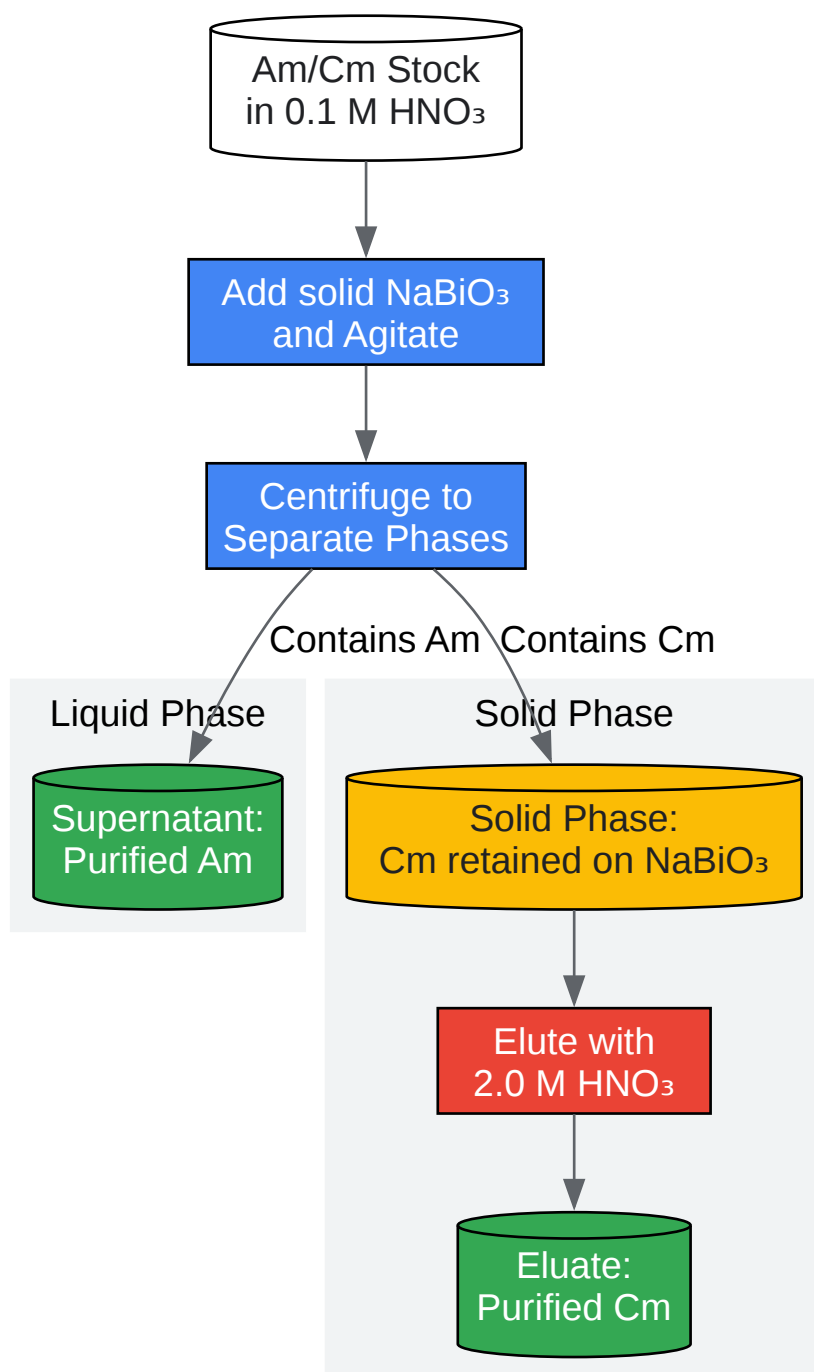 Am/Cm Stock
in 0.1 M HNO₃
Add solid NaBiO₃
and Agitate
Centrifuge to
Separate Phases
Contains Am
Contains Cm
Liquid Phase
Solid Phase
Supernatant:
Purified Am
Solid Phase:
Cm retained on NaBiO₃
Elute with
2.0 M HNO₃
Eluate:
Purified Cm